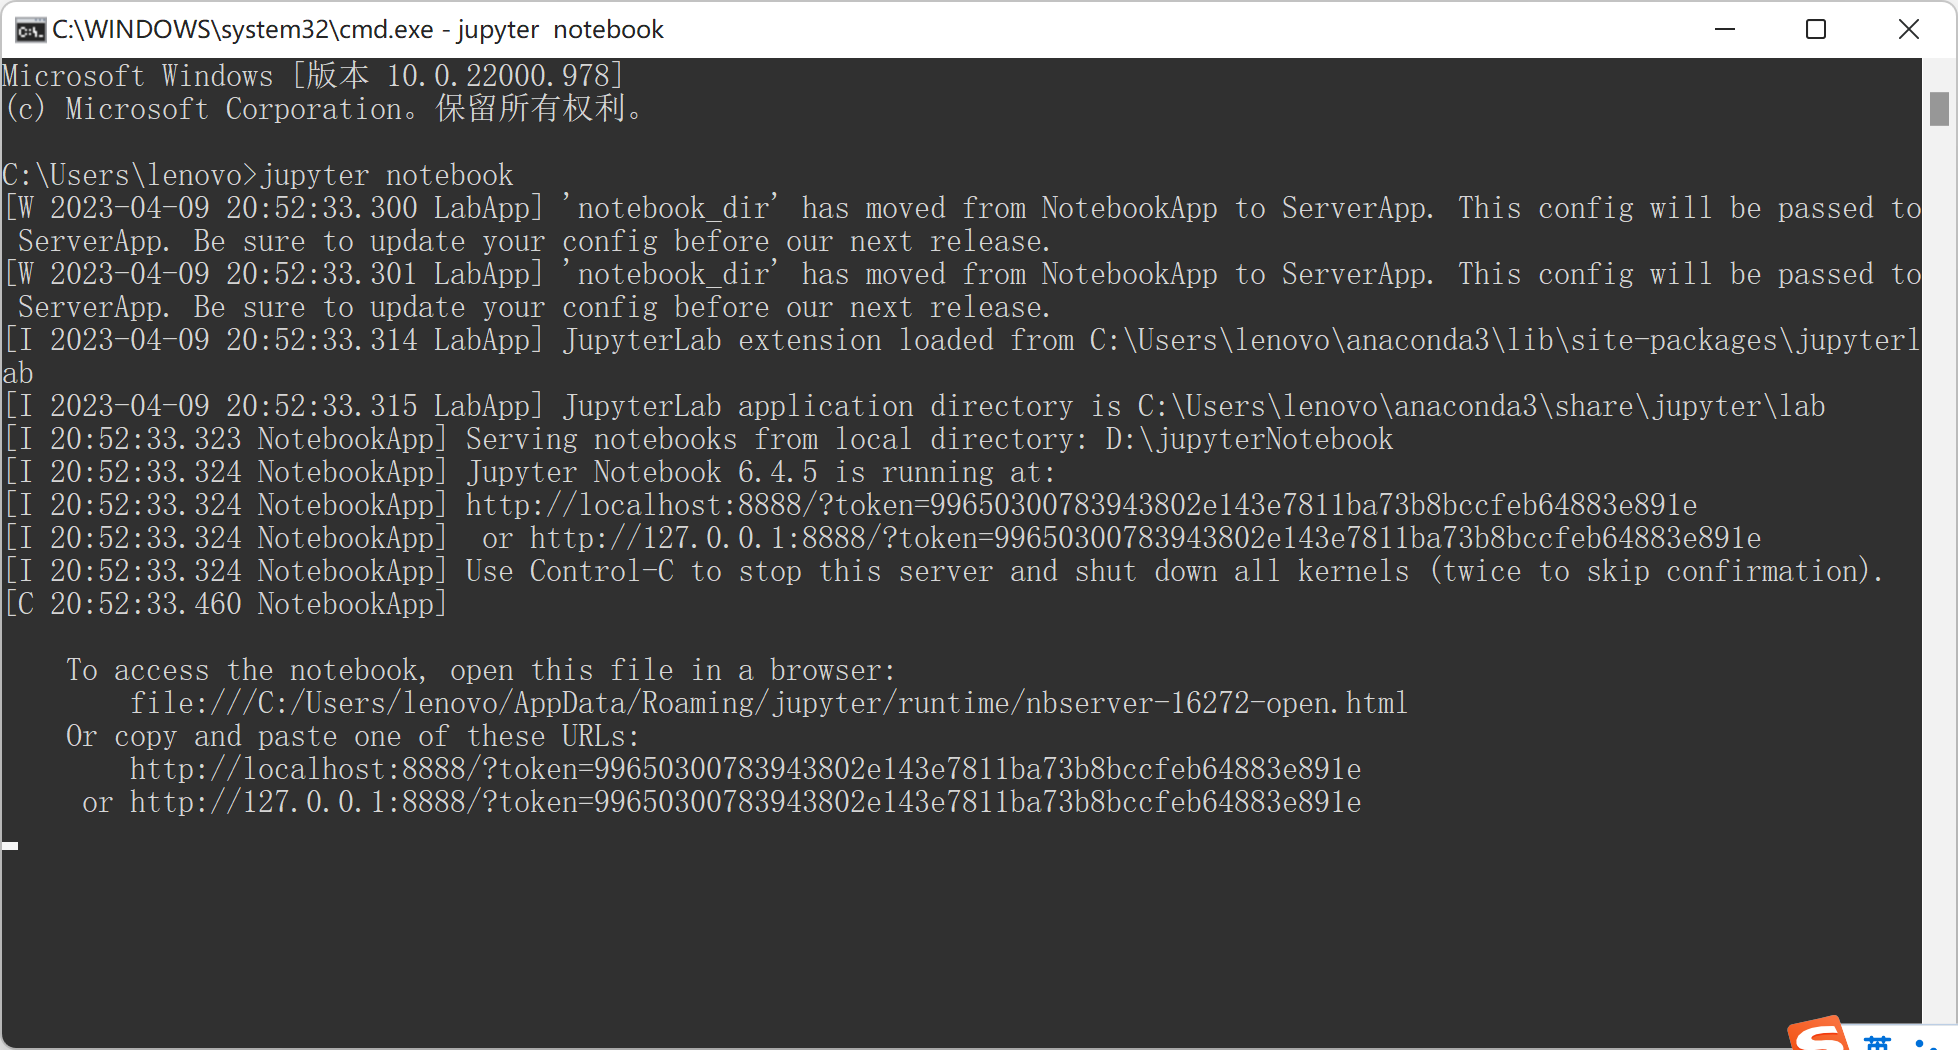 C:\WINDOWS\system32\cmd.exe - jupyter  notebook
Microsoft Windows [版本 10.0.22000.978]
(c) Microsoft Corporation。保留所有权利。
C:\Users\lenovo>jupyter notebook
[W 2023-04-09 20:52:33.300 LabApp] 'notebook_dir' has moved from NotebookApp to ServerApp. This config will be passed to
 ServerApp. Be sure to update your config before our next release.
[W 2023-04-09 20:52:33.301 LabApp] 'notebook_dir' has moved from NotebookApp to ServerApp. This config will be passed to
 ServerApp. Be sure to update your config before our next release.
[I 2023-04-09 20:52:33.314 LabApp] JupyterLab extension loaded from C:\Users\lenovo\anaconda3\lib\site-packages\jupyterl
ab
[I 2023-04-09 20:52:33.315 LabApp] JupyterLab application directory is C:\Users\lenovo\anaconda3\share\jupyter\lab
[I 20:52:33.323 NotebookApp] Serving notebooks from local directory: D:\jupyterNotebook
[I 20:52:33.324 NotebookApp] Jupyter Notebook 6.4.5 is running at:
[I 20:52:33.324 NotebookApp] http://localhost:8888/?token=99650300783943802e143e7811ba73b8bccfeb64883e891e
[I 20:52:33.324 NotebookApp]  or http://127.0.0.1:8888/?token=99650300783943802e143e7811ba73b8bccfeb64883e891e
[I 20:52:33.324 NotebookApp] Use Control-C to stop this server and shut down all kernels (twice to skip confirmation).
[C 20:52:33.460 NotebookApp]
    To access the notebook, open this file in a browser:
        file:///C:/Users/lenovo/AppData/Roaming/jupyter/runtime/nbserver-16272-open.html
    Or copy and paste one of these URLs:
        http://localhost:8888/?token=99650300783943802e143e7811ba73b8bccfeb64883e891e
     or http://127.0.0.1:8888/?token=99650300783943802e143e7811ba73b8bccfeb64883e891e
英